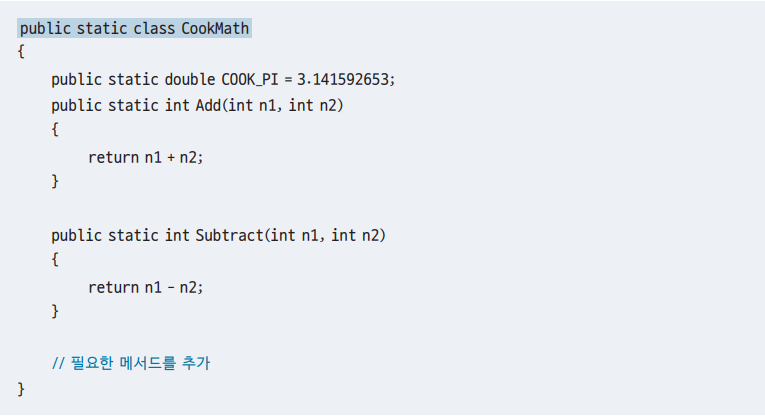 public static class CookMath
{
public static double COOK_PI = 3.141592653;
public static int Add(int n1, int n2)
{
return n1 + n2;
}
public static int Subtract(int n1, int n2)
{
return n1 - n2;
}
// 필요한 메서드를 추가
}